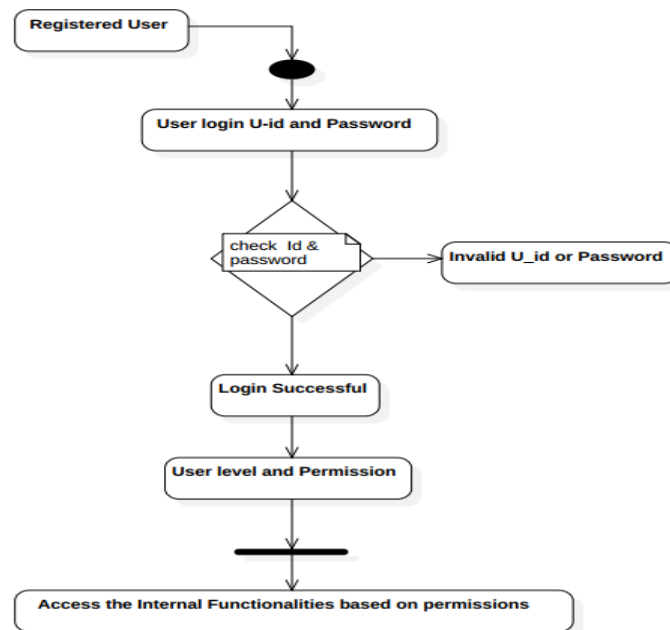 Registered User
User login U-id and Password
check Id &
password
Invalid U_id or Password
Login Successful
User level and Permission
Access the Internal Functionalities based on permissions